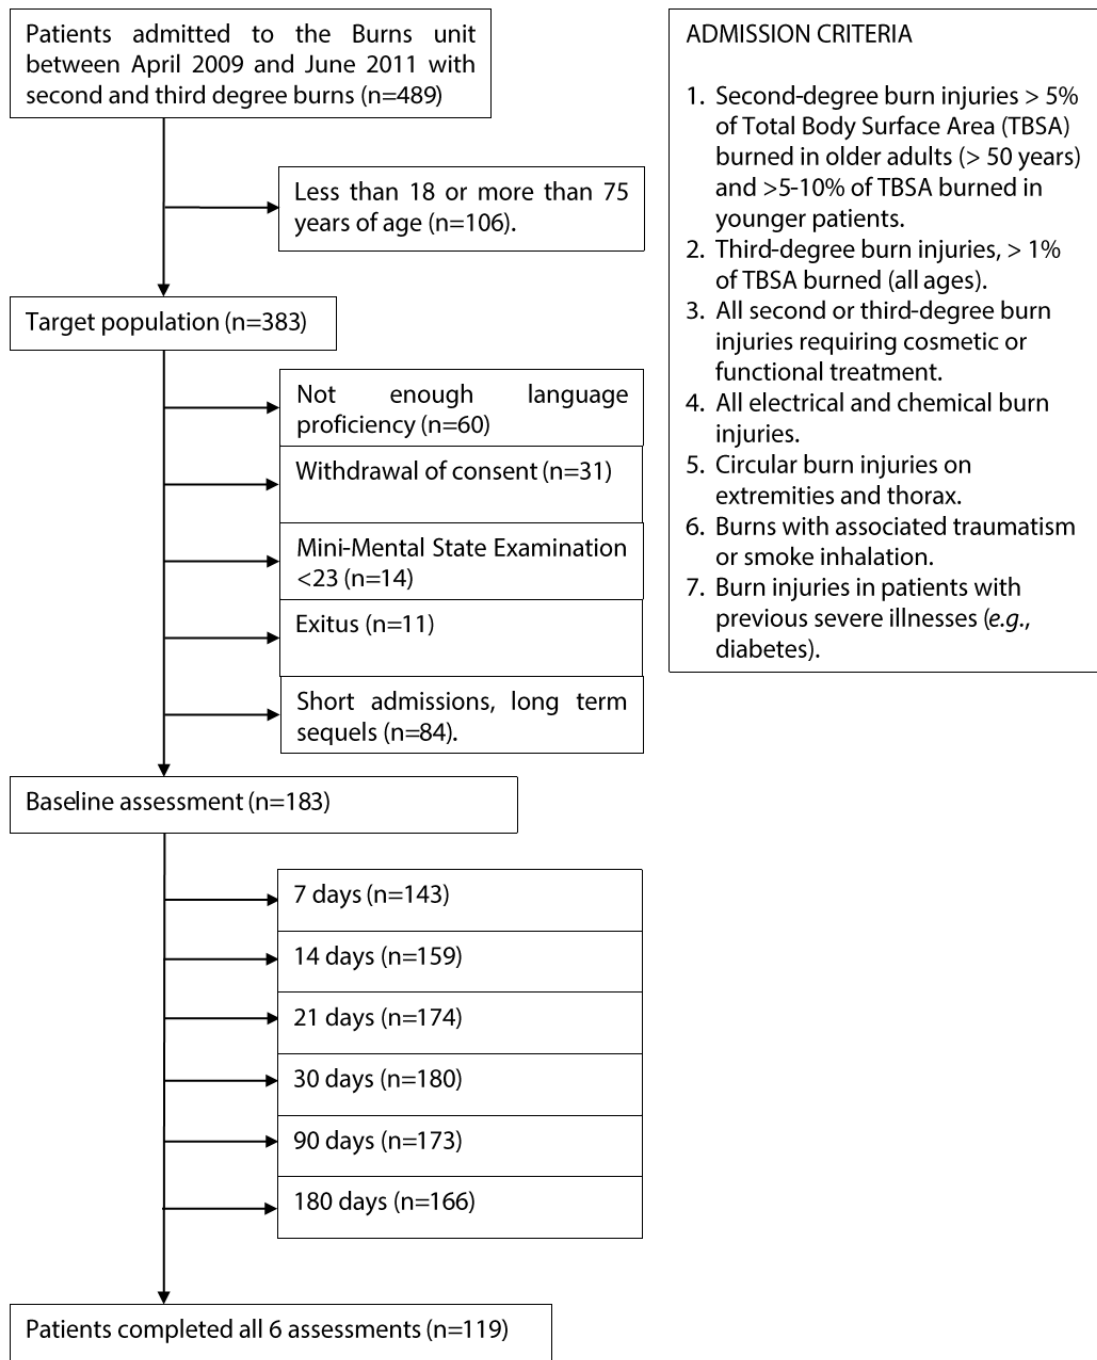 Patients admitted to the Burns unit
between April 2009 and June 2011 with
second and third degree burns (n=489)
Less than 18 or more than 75
years of age (n=106).
Target population (n=383)
Not enough language
proficiency (n=60)
Withdrawal of consent (n=31)
Mini-Mental State Examination
<23 (n=14)
Exitus (n=11)
Short admissions, long term
sequels (n=84).
Baseline assessment (n=183)
7 days (n=143)
14 days (n=159)
21 days (n=174)
30 days (n=180)
90 days (n=173)
180 days (n=166)
Patients completed all 6 assessments (n=119)
ADMISSION CRITERIA
1. Second-degree burn injuries > 5%
of Total Body Surface Area (TBSA)
burned in older adults (> 50 years)
and >5-10% of TBSA burned in
younger patients.
2. Third-degree burn injuries, > 1%
of TBSA burned (all ages).
3. All second or third-degree burn
injuries requiring cosmetic or
functional treatment.
4. All electrical and chemical burn
injuries.
5. Circular burn injuries on
extremities and thorax.
6. Burns with associated traumatism
or smoke inhalation.
7. Burn injuries in patients with
previous severe illnesses (e.g.,
diabetes).